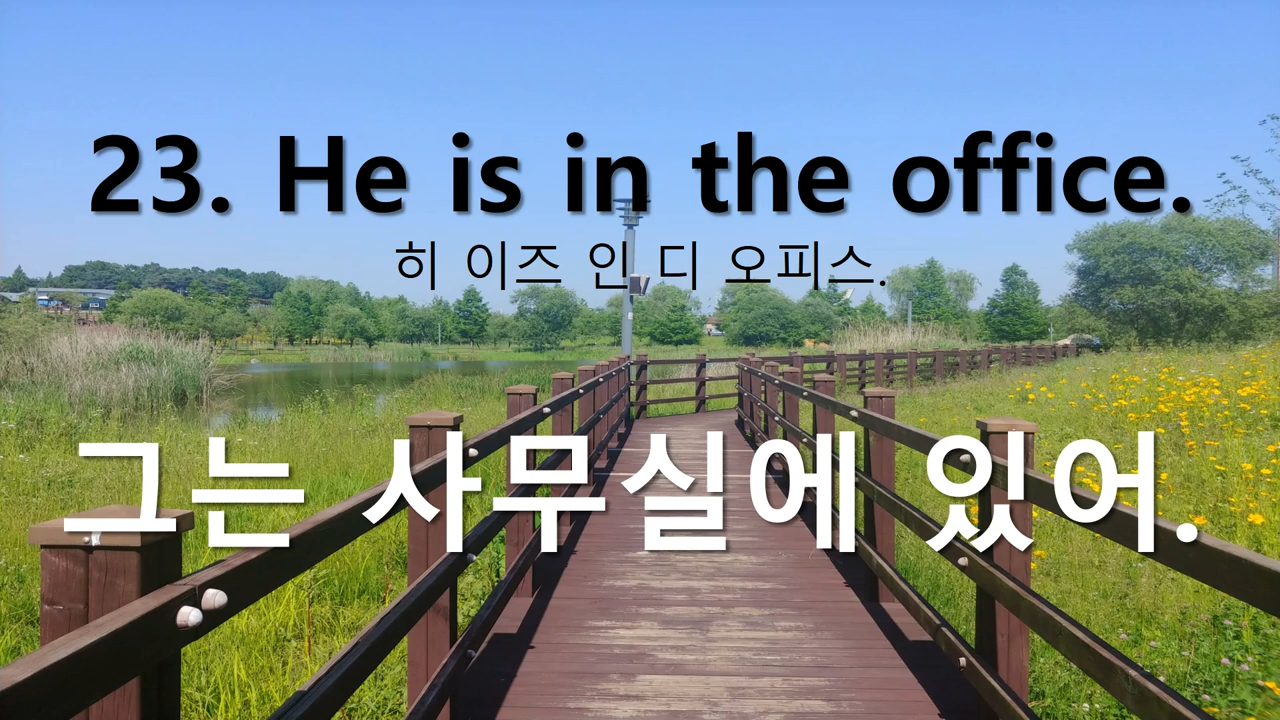 23. He is in the office.
히 이즈 인 디 오피스.
그는 사무실에 있어.